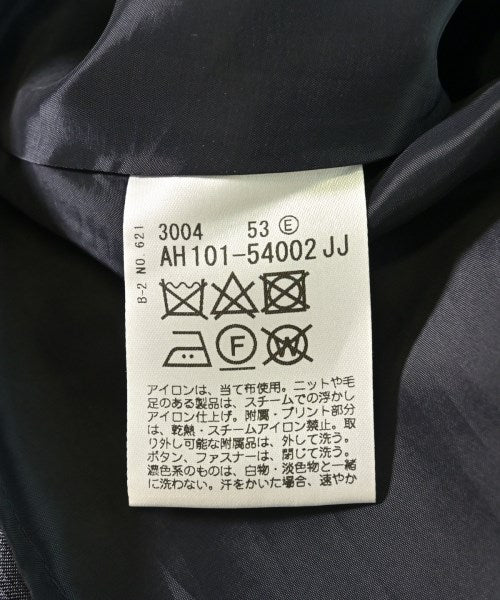 B-2 NO. 621
3004 53 Ⓔ
AH101-54002 JJ
F
W
アイロンは、当て布使用。ニットや毛
足のある製品は、スチームでの浮かし
アイロン仕上げ。附属・プリント部分
は、乾熱・スチームアイロン禁止。取
り外し可能な附属品は、外して洗う。
ボタン、ファスナーは、閉じて洗う。
濃色系のものは、白物・淡色物と一緒
に洗わない。汗をかいた場合、速やか